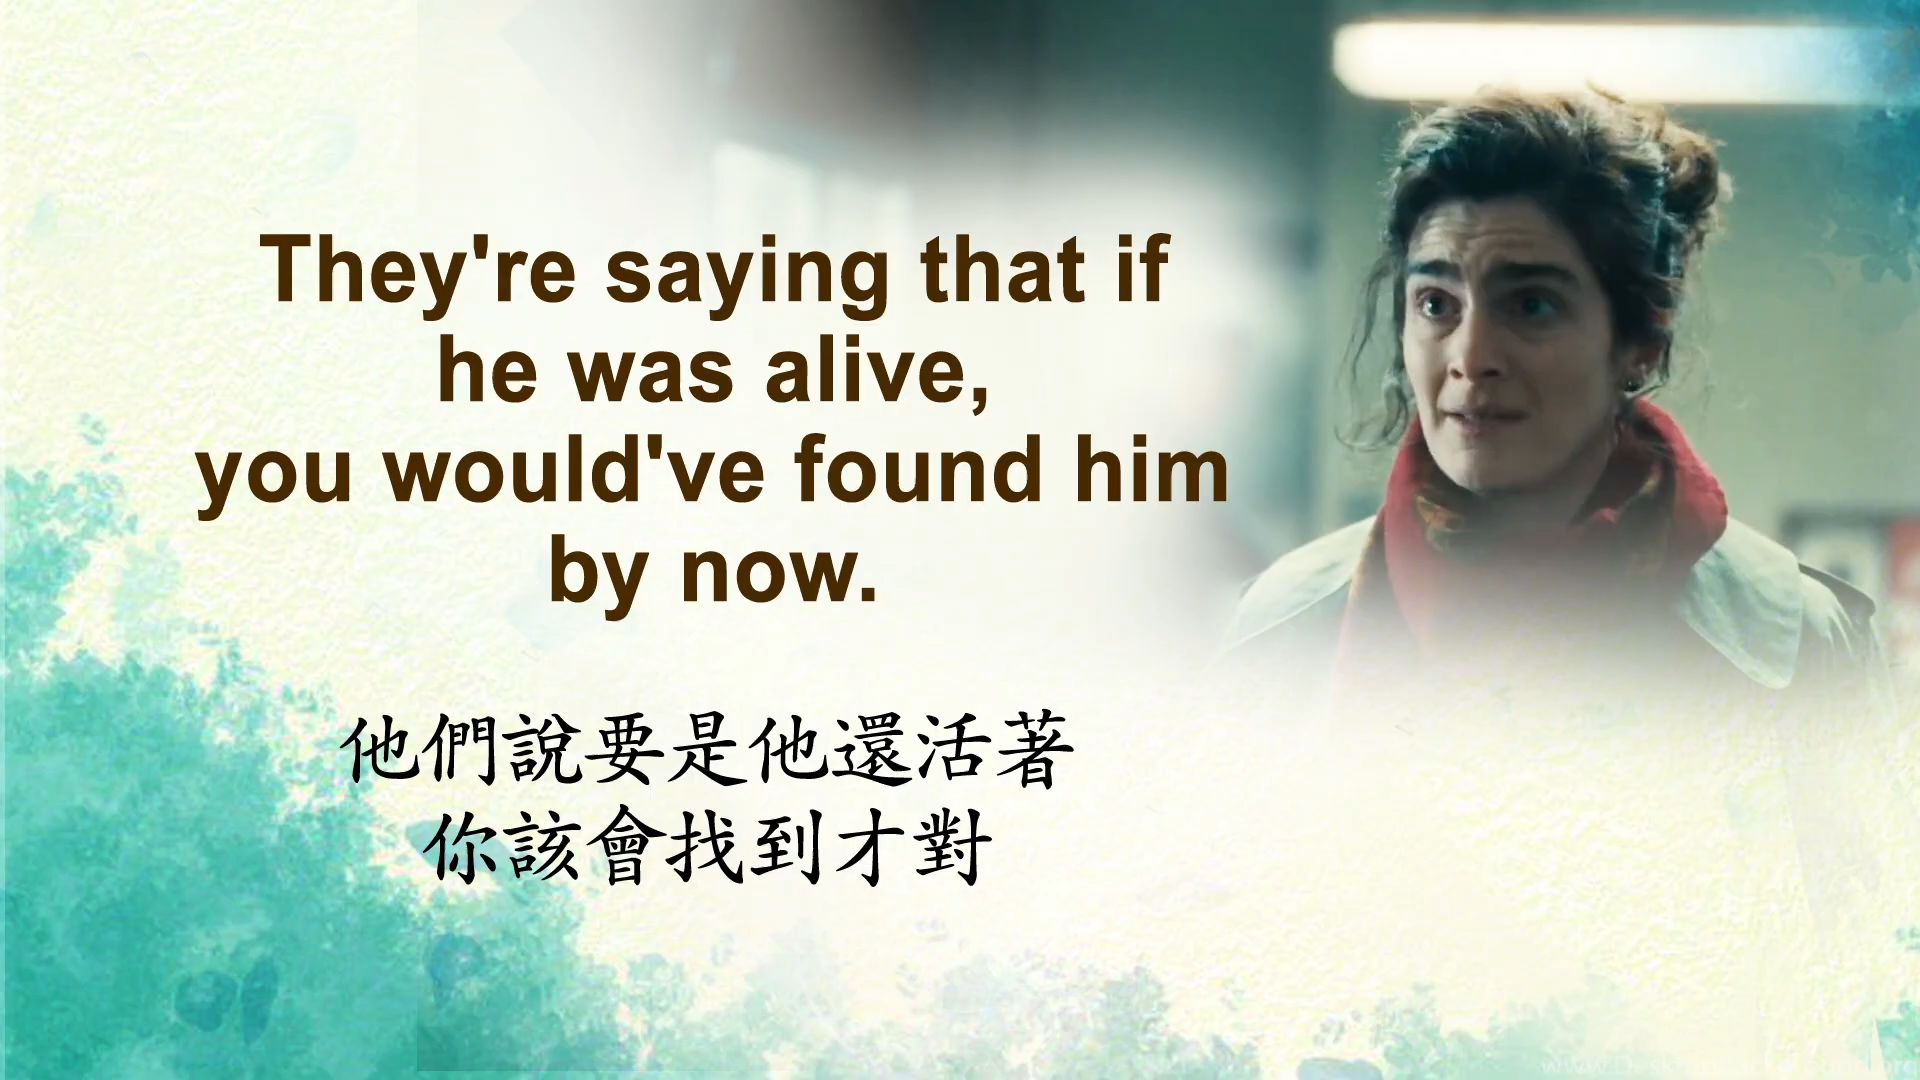 They're saying that if
he was alive,
you would've found him
by now.
他們說要是他還活著
你該會找到才對